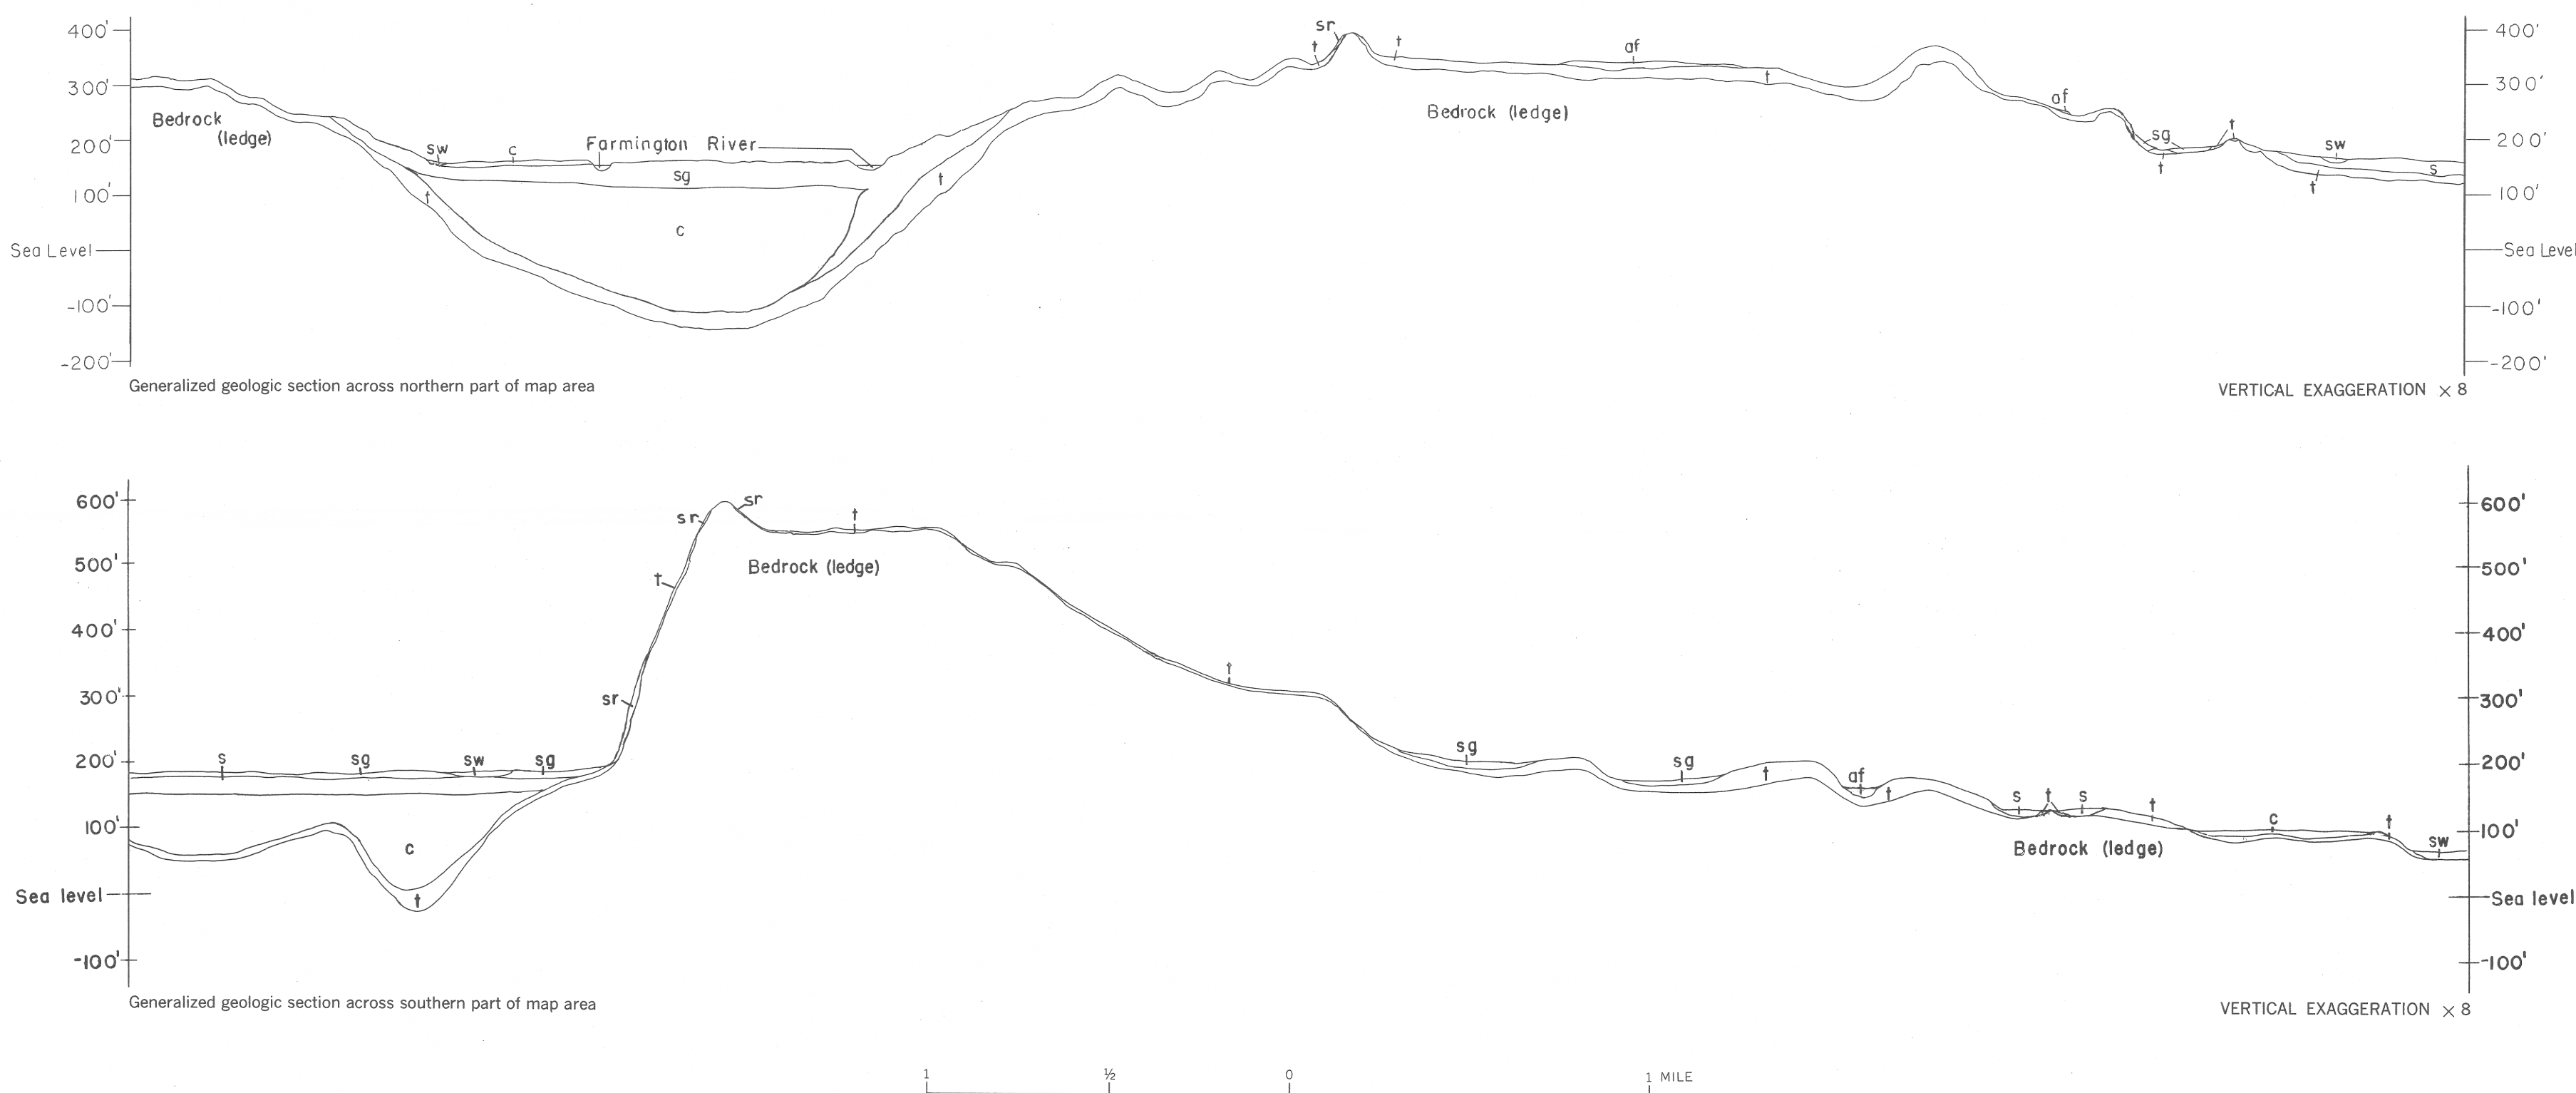 sr
400' t t af 400'
300' t af 300'
Bedrock Bedrock (ledge)
(ledge)
200' sw c Farmington River sg t sw 200'
sg t s
100' t t t 100'
c
Sea Level Sea Level
-100' -100'
-200' -200'
Generalized geologic section across northern part of map area VERTICAL EXAGGERATION × 8
600' sr 600'
sr t
500' t Bedrock (ledge) 500'
400' 400'
300' sr t 300'
200' s sg sw sg sg sg t af t 200'
s t s t
100' c t 100'
c Bedrock (ledge) sw
Sea level t Sea level
-100' -100'
Generalized geologic section across southern part of map area VERTICAL EXAGGERATION × 8
1 ½ 0 1 MILE